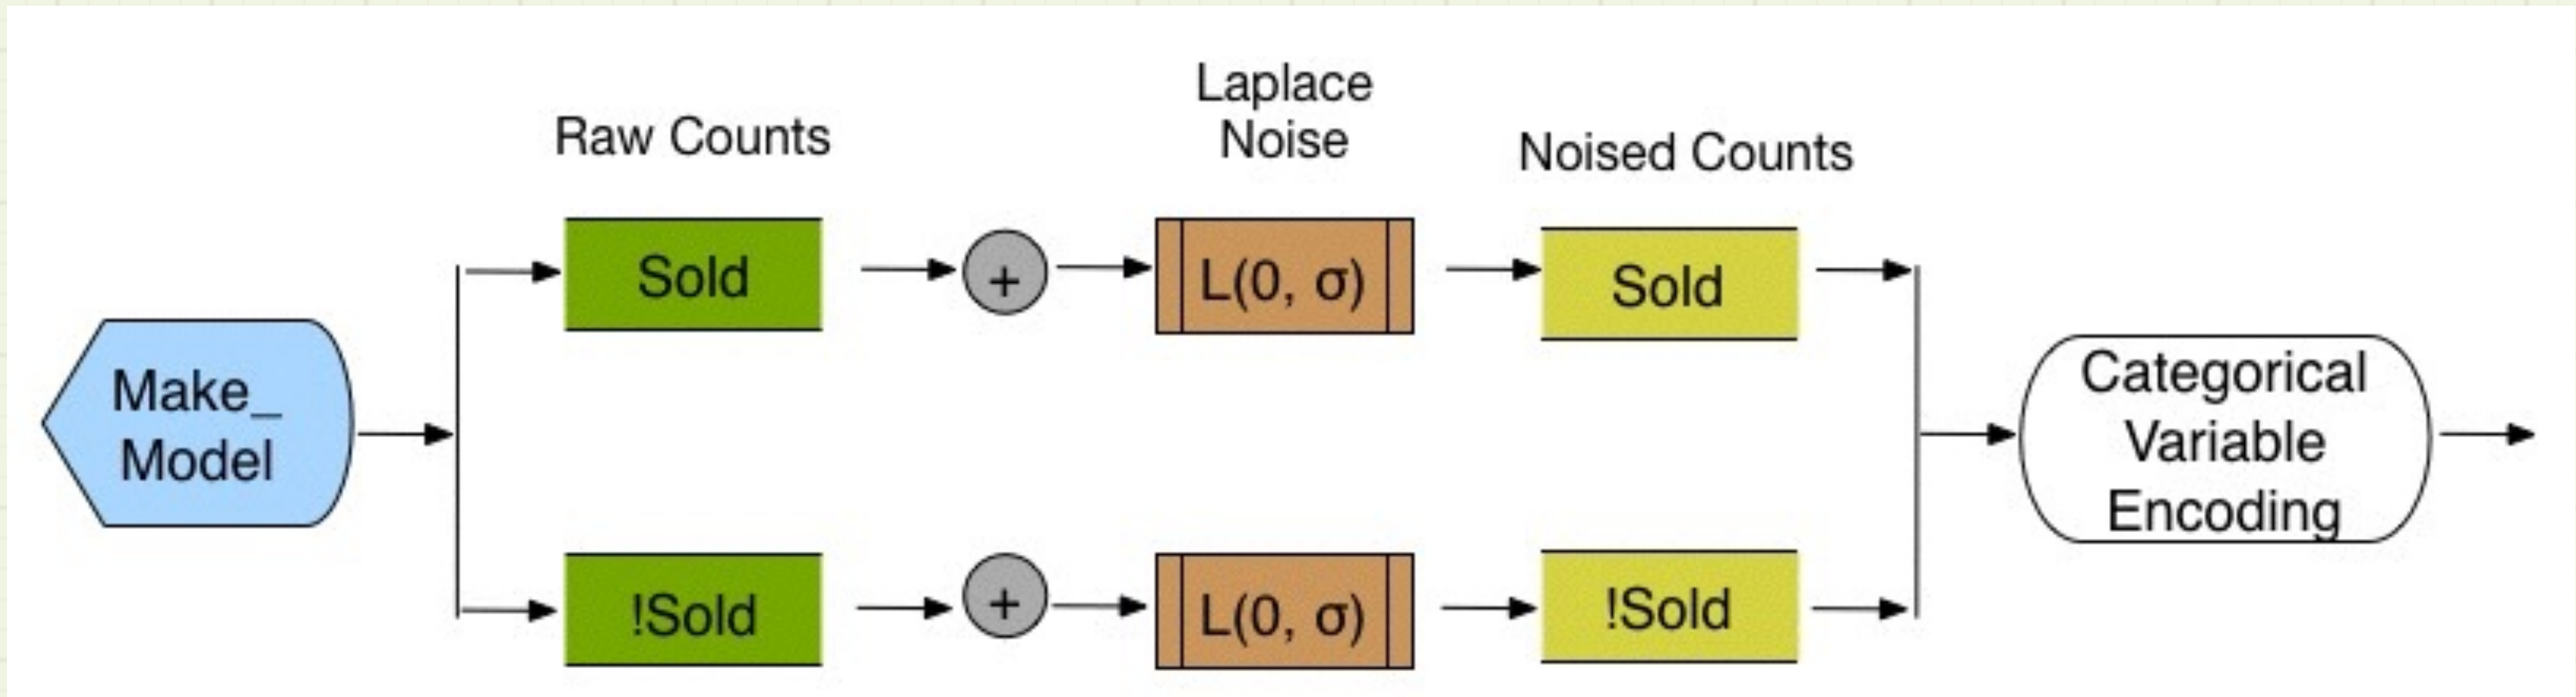 Laplace
Noise
Raw Counts
Noised Counts
Sold
+
L(0, σ)
Sold
Make_
Model
Categorical
Variable
Encoding
!Sold
+
L(0, σ)
!Sold